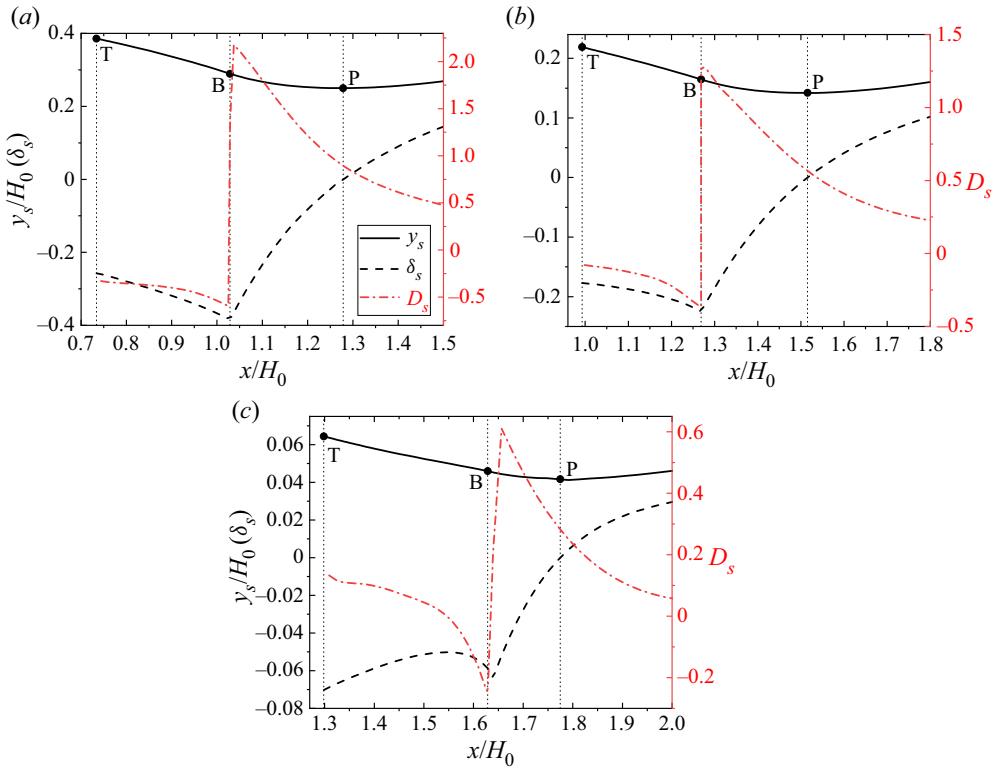 (a)
0.4
0.2
0
–0.2
–0.4
y_s/H_0 (δ_s)
T
B
P
2.0
1.5
1.0
0.5
0
–0.5
y_s
δ_s
D_s
0.7 0.8 0.9 1.0 1.1 1.2 1.3 1.4 1.5
x/H_0
(b)
0.2
0.1
0
–0.1
–0.2
T
B
P
1.5
1.0
0.5
0
–0.5
D_s
1.0 1.1 1.2 1.3 1.4 1.5 1.6 1.7 1.8
x/H_0
(c)
0.06
0.04
0.02
0
–0.02
–0.04
–0.06
–0.08
y_s/H_0 (δ_s)
T
B
P
0.6
0.4
0.2
0
–0.2
D_s
1.3 1.4 1.5 1.6 1.7 1.8 1.9 2.0
x/H_0